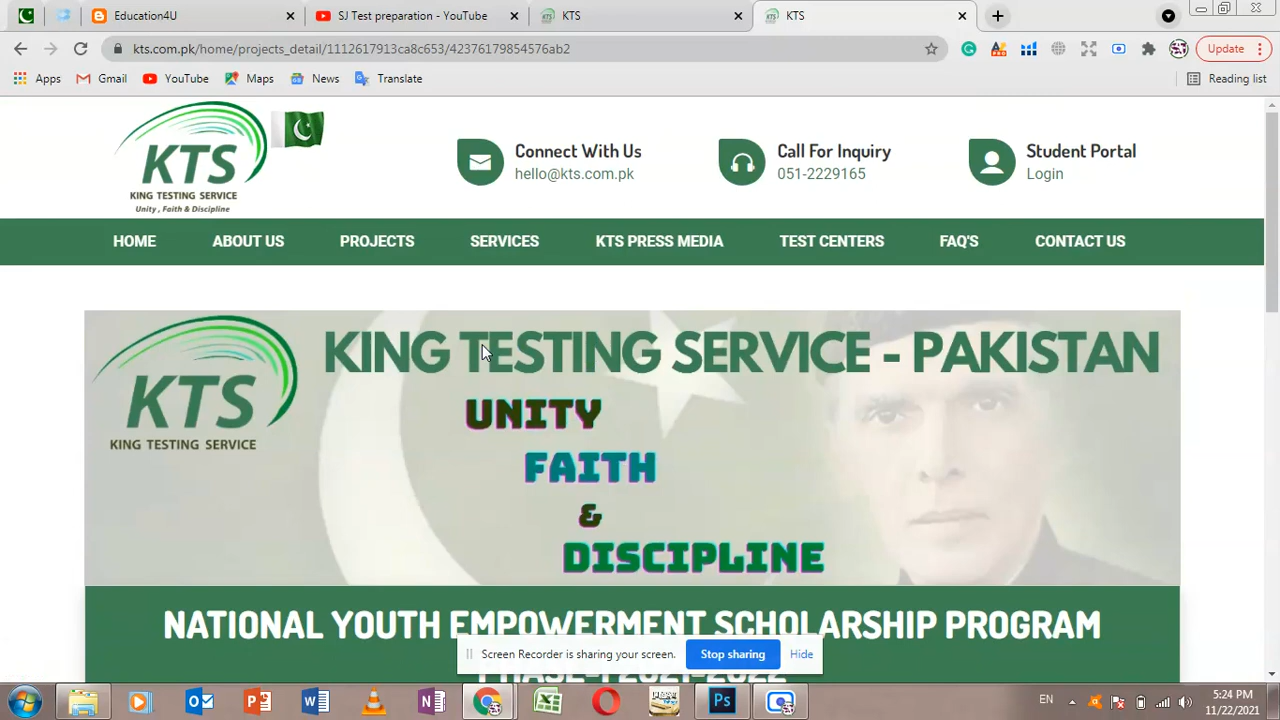 Education4U
SJ Test preparation - YouTube
KTS
KTS
kts.com.pk/home/projects_detail/1112617913ca8c653/42376179854576ab2
Update
Apps
Gmail
YouTube
Maps
News
Translate
Reading list
KTS
KING TESTING SERVICE
Unity , Faith & Discipline
Connect With Us
hello@kts.com.pk
Call For Inquiry
051-2229165
Student Portal
Login
HOME
ABOUT US
PROJECTS
SERVICES
KTS PRESS MEDIA
TEST CENTERS
FAQ'S
CONTACT US
KTS
KING TESTING SERVICE
KING TESTING SERVICE - PAKISTAN
UNITY
FAITH
&
DISCIPLINE
NATIONAL YOUTH EMPOWERMENT SCHOLARSHIP PROGRAM
PHASE-I 2021-2022
Screen Recorder is sharing your screen.
Stop sharing
Hide
EN
5:24 PM
11/22/2021